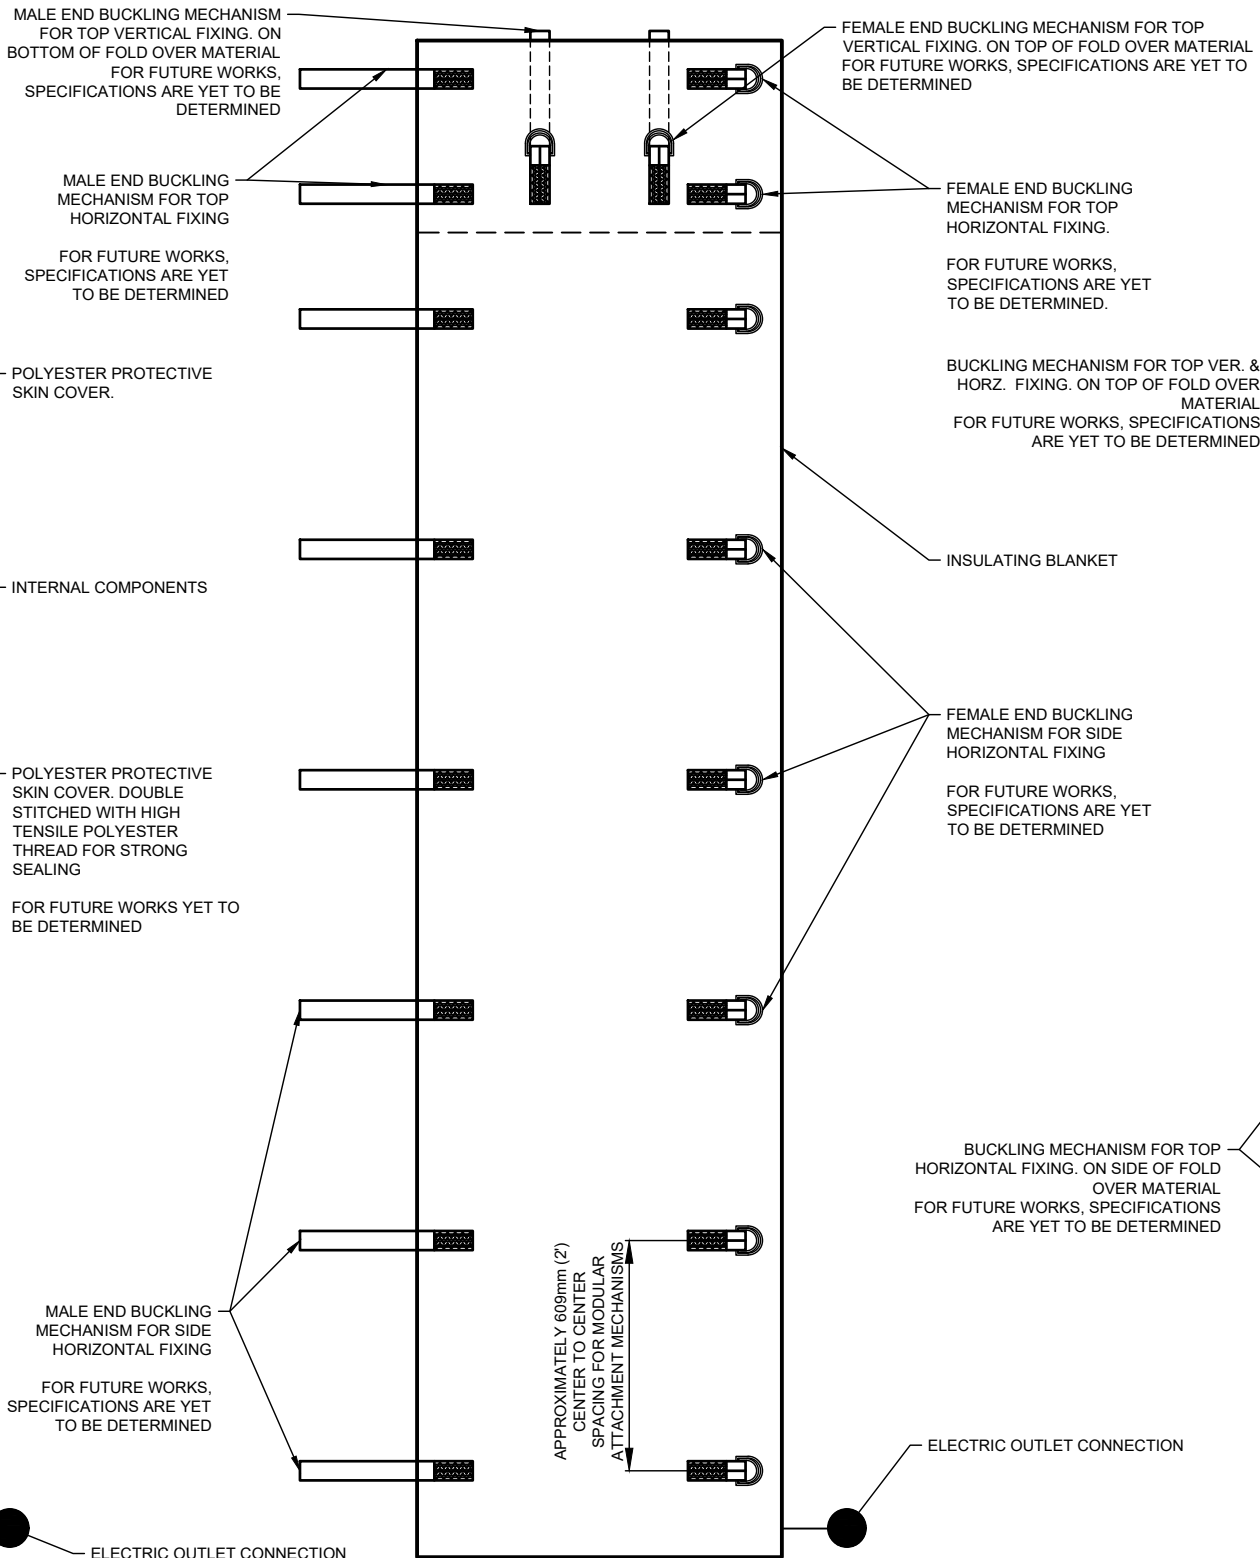 MALE END BUCKLING MECHANISM
FOR TOP VERTICAL FIXING. ON
BOTTOM OF FOLD OVER MATERIAL
FOR FUTURE WORKS,
SPECIFICATIONS ARE YET TO BE
DETERMINED
FEMALE END BUCKLING MECHANISM FOR TOP
VERTICAL FIXING. ON TOP OF FOLD OVER MATERIAL
FOR FUTURE WORKS, SPECIFICATIONS ARE YET TO
BE DETERMINED
MALE END BUCKLING
MECHANISM FOR TOP
HORIZONTAL FIXING
FOR FUTURE WORKS,
SPECIFICATIONS ARE YET
TO BE DETERMINED
FEMALE END BUCKLING
MECHANISM FOR TOP
HORIZONTAL FIXING.
FOR FUTURE WORKS,
SPECIFICATIONS ARE YET
TO BE DETERMINED.
POLYESTER PROTECTIVE
SKIN COVER.
BUCKLING MECHANISM FOR TOP VER. &
HORZ. FIXING. ON TOP OF FOLD OVER
MATERIAL
FOR FUTURE WORKS, SPECIFICATIONS
ARE YET TO BE DETERMINED
INSULATING BLANKET
INTERNAL COMPONENTS
FEMALE END BUCKLING
MECHANISM FOR SIDE
HORIZONTAL FIXING
FOR FUTURE WORKS,
SPECIFICATIONS ARE YET
TO BE DETERMINED
POLYESTER PROTECTIVE
SKIN COVER. DOUBLE
STITCHED WITH HIGH
TENSILE POLYESTER
THREAD FOR STRONG
SEALING
FOR FUTURE WORKS YET TO
BE DETERMINED
BUCKLING MECHANISM FOR TOP
HORIZONTAL FIXING. ON SIDE OF FOLD
OVER MATERIAL
FOR FUTURE WORKS, SPECIFICATIONS
ARE YET TO BE DETERMINED
MALE END BUCKLING
MECHANISM FOR SIDE
HORIZONTAL FIXING
FOR FUTURE WORKS,
SPECIFICATIONS ARE YET
TO BE DETERMINED
APPROXIMATELY 609mm (2')
CENTER TO CENTER
SPACING FOR MODULAR
ATTACHMENT MECHANISMS
ELECTRIC OUTLET CONNECTION
ELECTRIC OUTLET CONNECTION